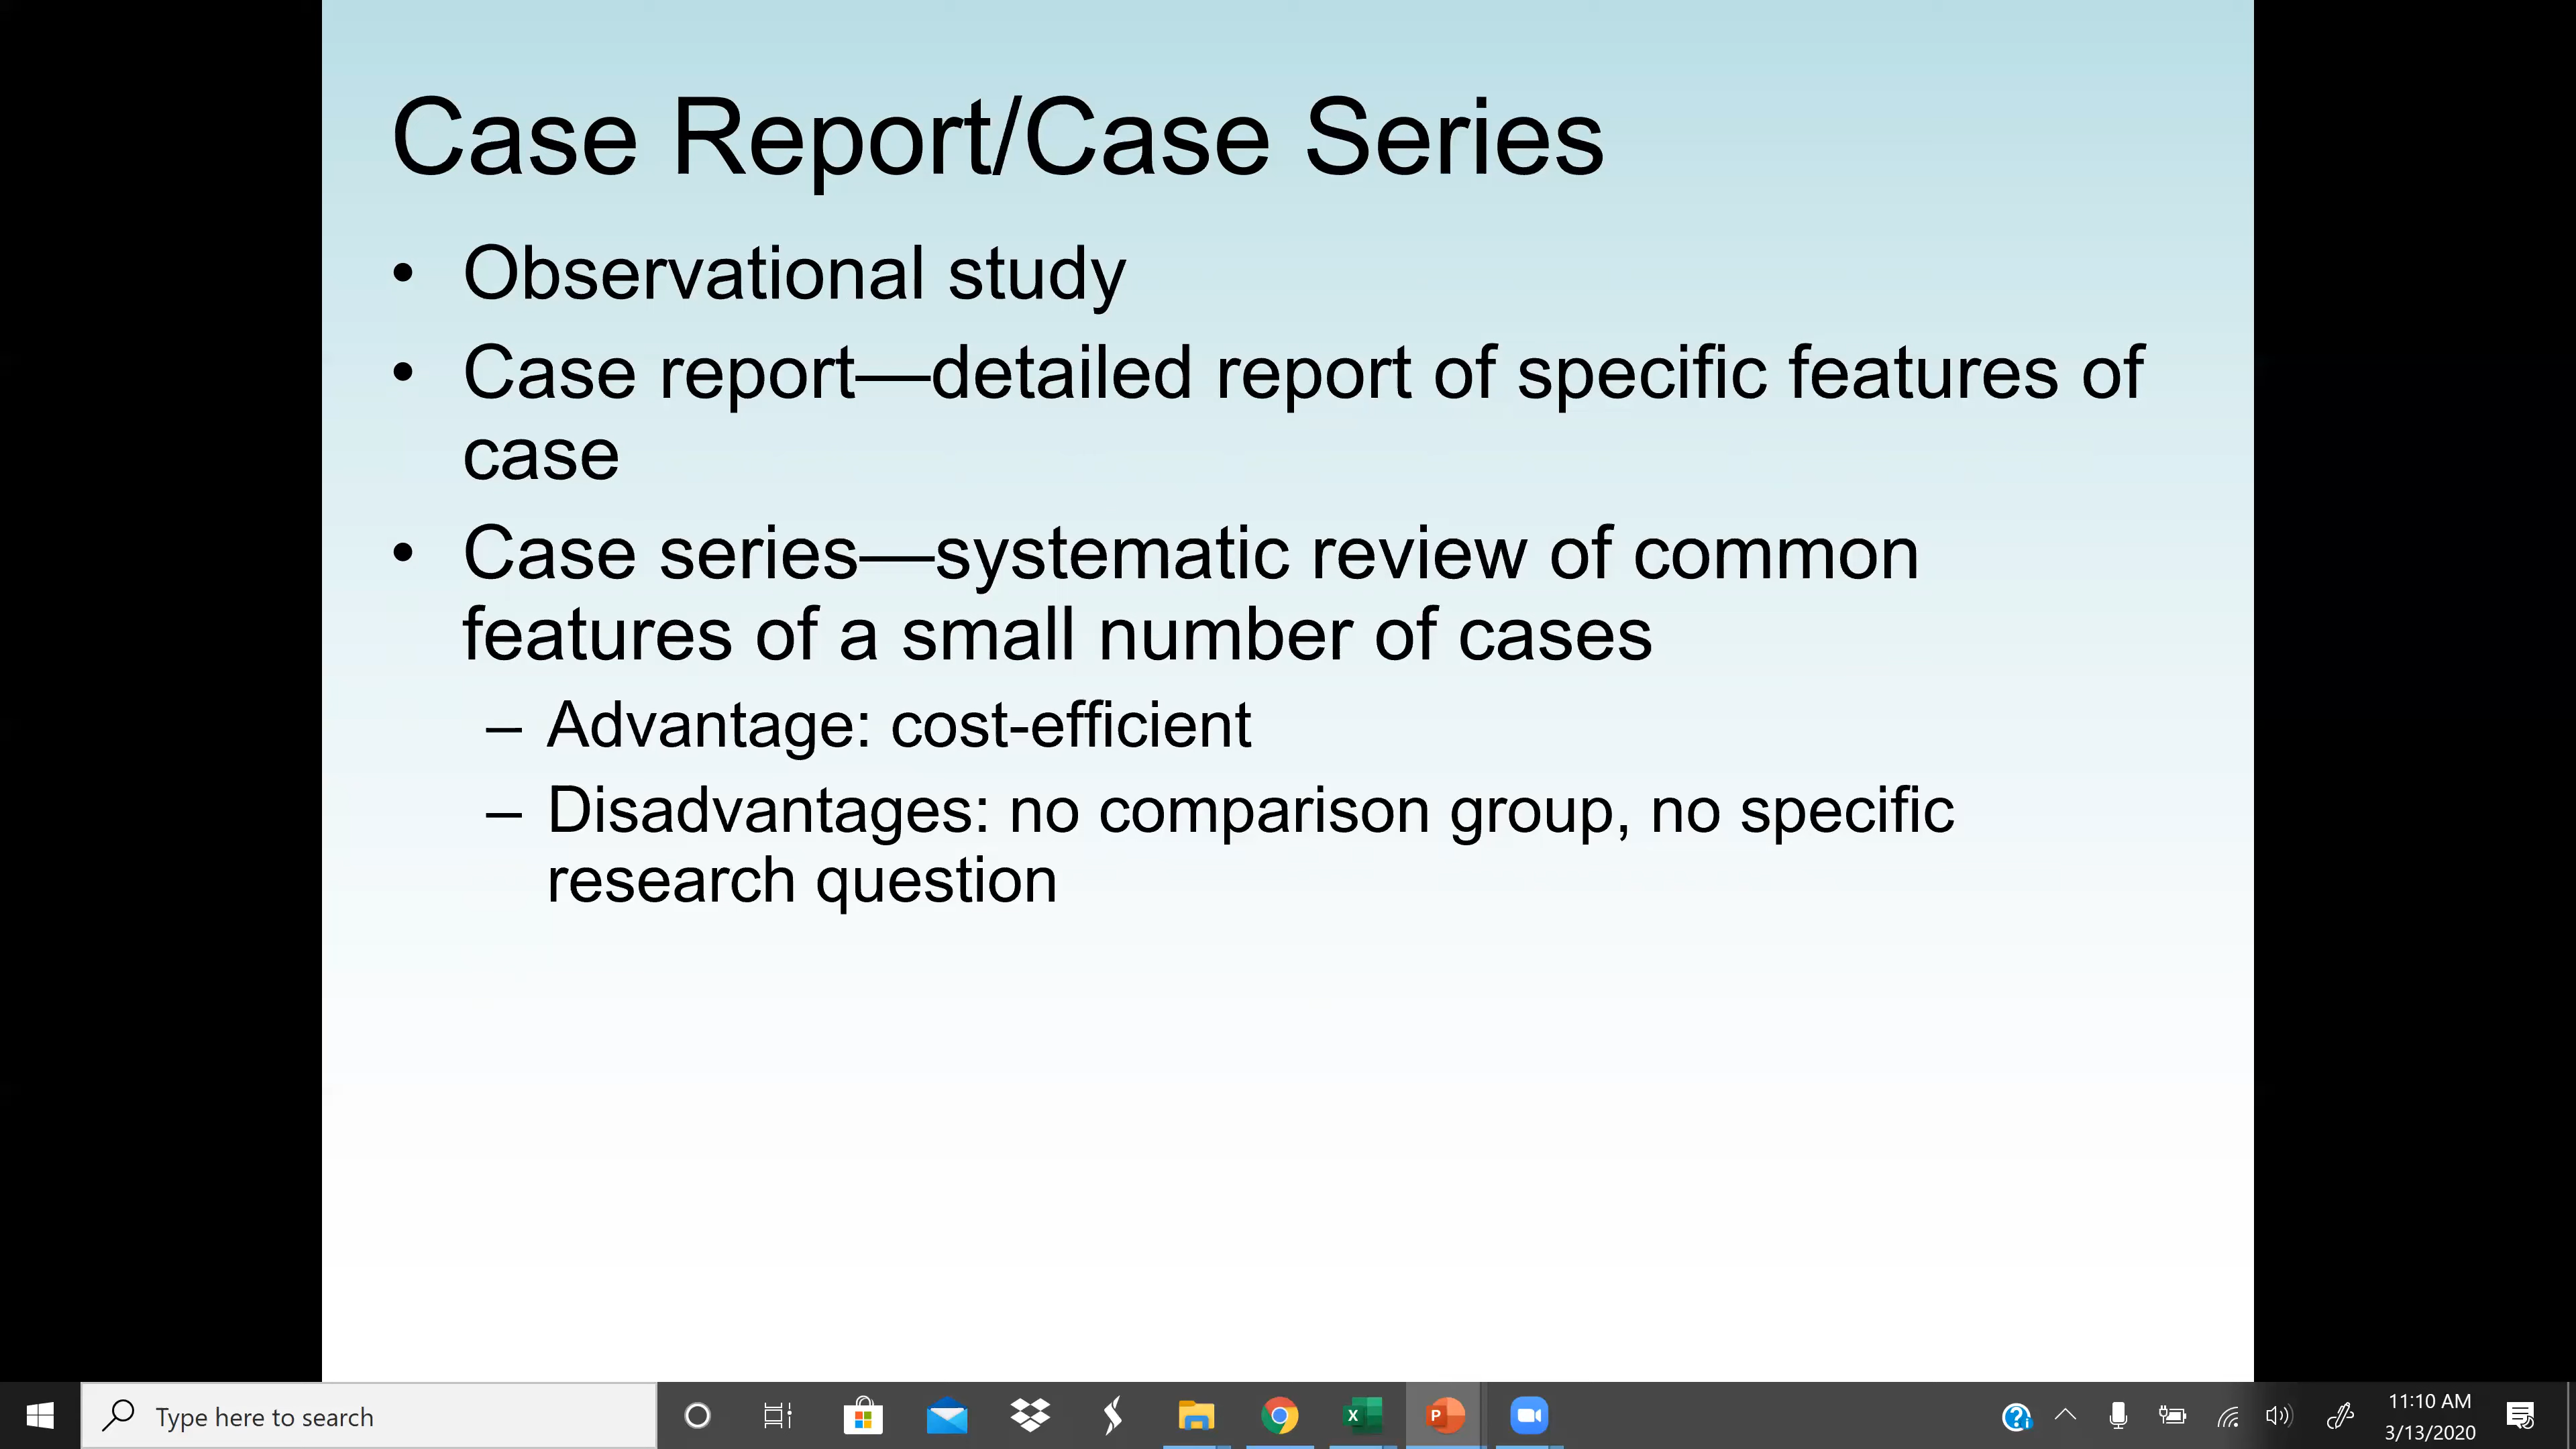 Case Report/Case Series
• Observational study
• Case report—detailed report of specific features of
case
• Case series—systematic review of common
features of a small number of cases
– Advantage: cost-efficient
– Disadvantages: no comparison group, no specific
research question
Type here to search
11:10 AM
3/13/2020